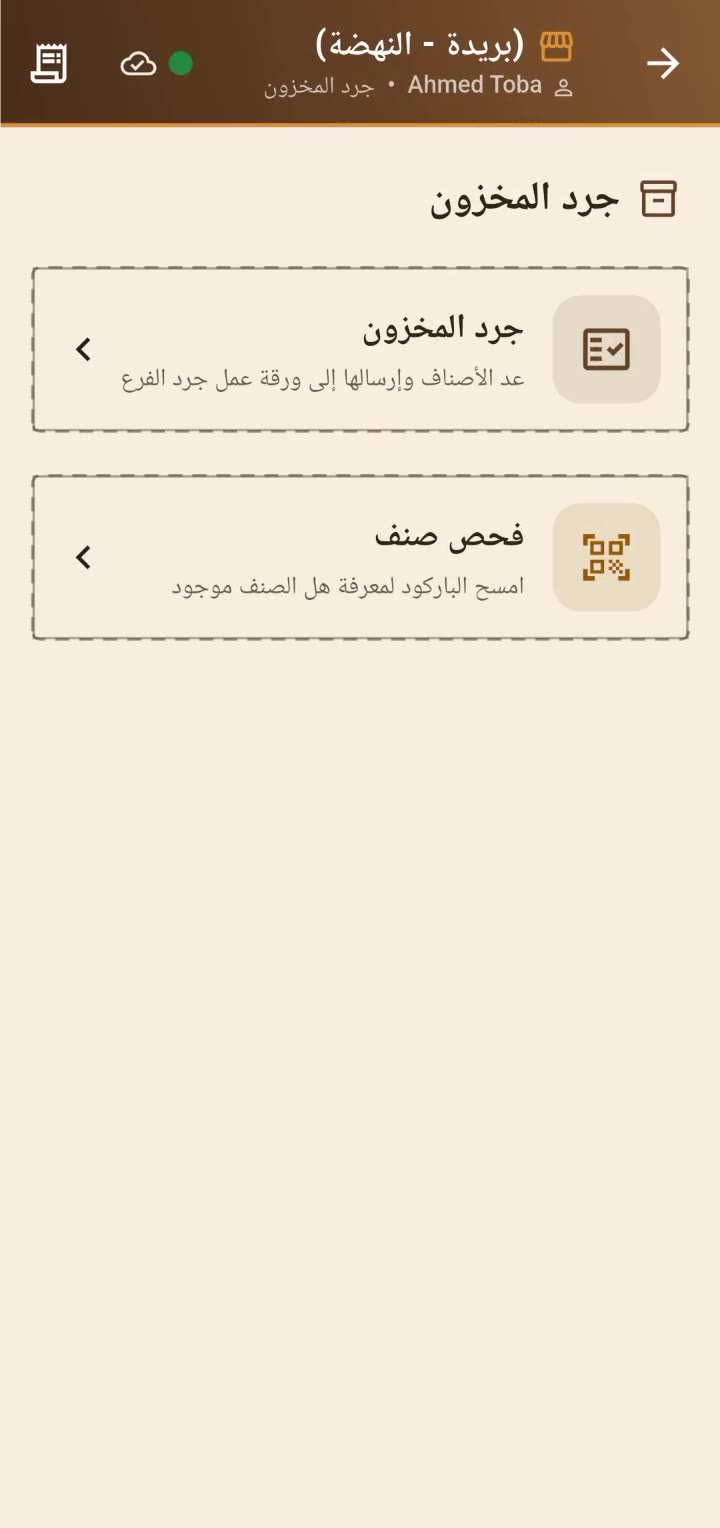 (بريدة - النهضة)
Ahmed Toba • جرد المخزون
جرد المخزون
جرد المخزون
عد الأصناف وإرسالها إلى ورقة عمل جرد الفرع
فحص صنف
امسح الباركود لمعرفة هل الصنف موجود